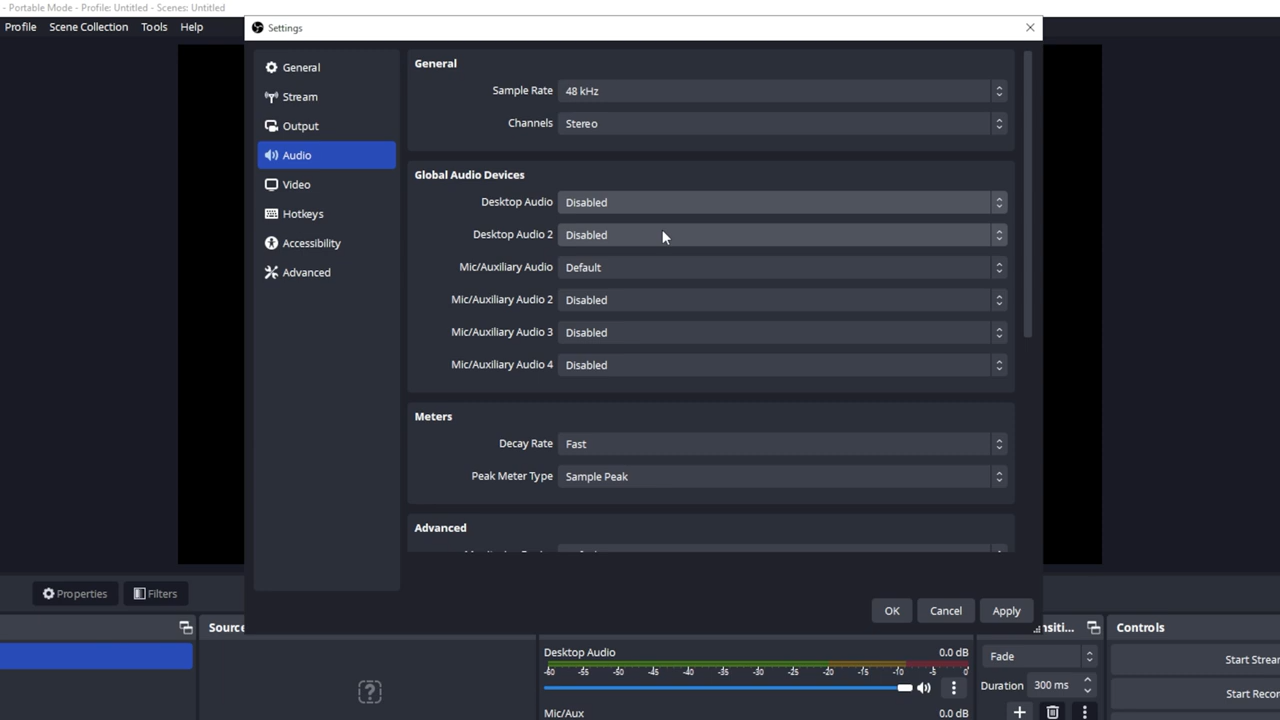 - Portable Mode - Profile: Untitled - Scenes: Untitled
Profile Scene Collection Tools Help
Settings
General
Stream
Output
Audio
Video
Hotkeys
Accessibility
Advanced
General
Sample Rate 48 kHz
Channels Stereo
Global Audio Devices
Desktop Audio Disabled
Desktop Audio 2 Disabled
Mic/Auxiliary Audio Default
Mic/Auxiliary Audio 2 Disabled
Mic/Auxiliary Audio 3 Disabled
Mic/Auxiliary Audio 4 Disabled
Meters
Decay Rate Fast
Peak Meter Type Sample Peak
Advanced
OK Cancel Apply
Properties Filters
Source
Desktop Audio 0.0 dB
-60 -55 -50 -45 -40 -35 -30 -25 -20 -15 -10 -5 0
Mic/Aux 0.0 dB
nsiti...
Fade
Duration 300 ms
Controls
Start Strea
Start Recor